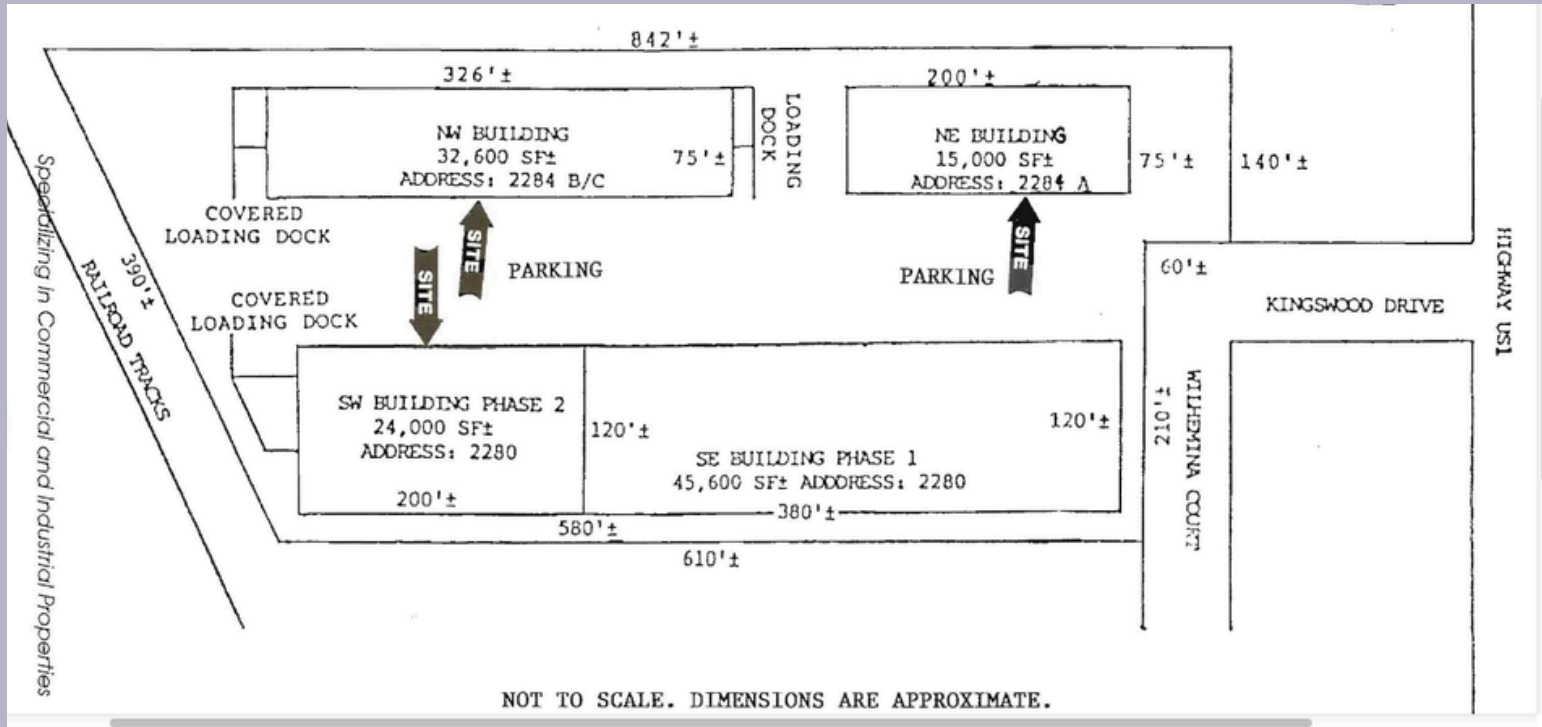 842'±
326'±
200'±
NW BUILDING
32,600 SF±
ADDRESS: 2284 B/C
75'±
LOADING
DOCK
NE BUILDING
15,000 SF±
ADDRESS: 2284 A
75'±
140'±
COVERED
LOADING DOCK
SITE
SITE
PARKING
PARKING
SITE
60'±
KINGSWOOD DRIVE
HIGHWAY US1
390'±
RAILROAD TRACKS
Specializing in Commercial and Industrial Properties
COVERED
LOADING DOCK
SW BUILDING PHASE 2
24,000 SF±
ADDRESS: 2280
120'±
200'±
SE BUILDING PHASE 1
45,600 SF± ADDDRESS: 2280
120'±
380'±
580'±
610'±
210'±
WILHEMINA COURT
NOT TO SCALE. DIMENSIONS ARE APPROXIMATE.